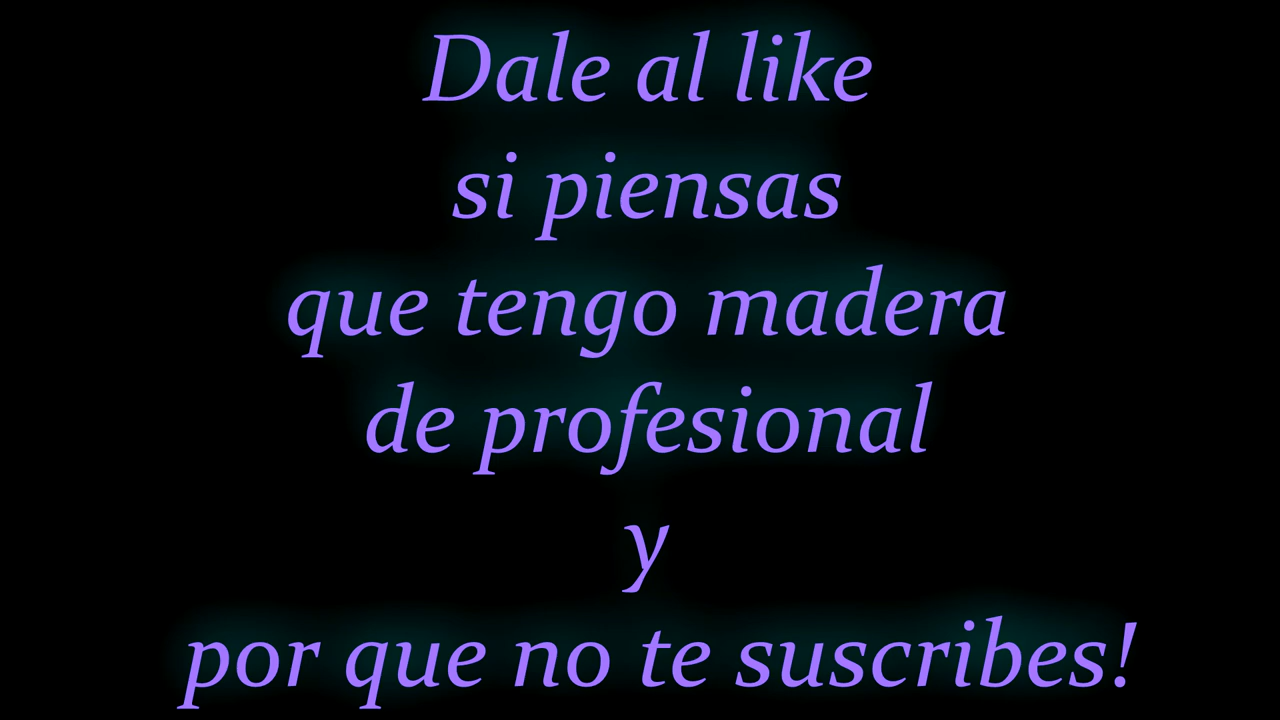 Dale al like
si piensas
que tengo madera
de profesional
y
por que no te suscribes!